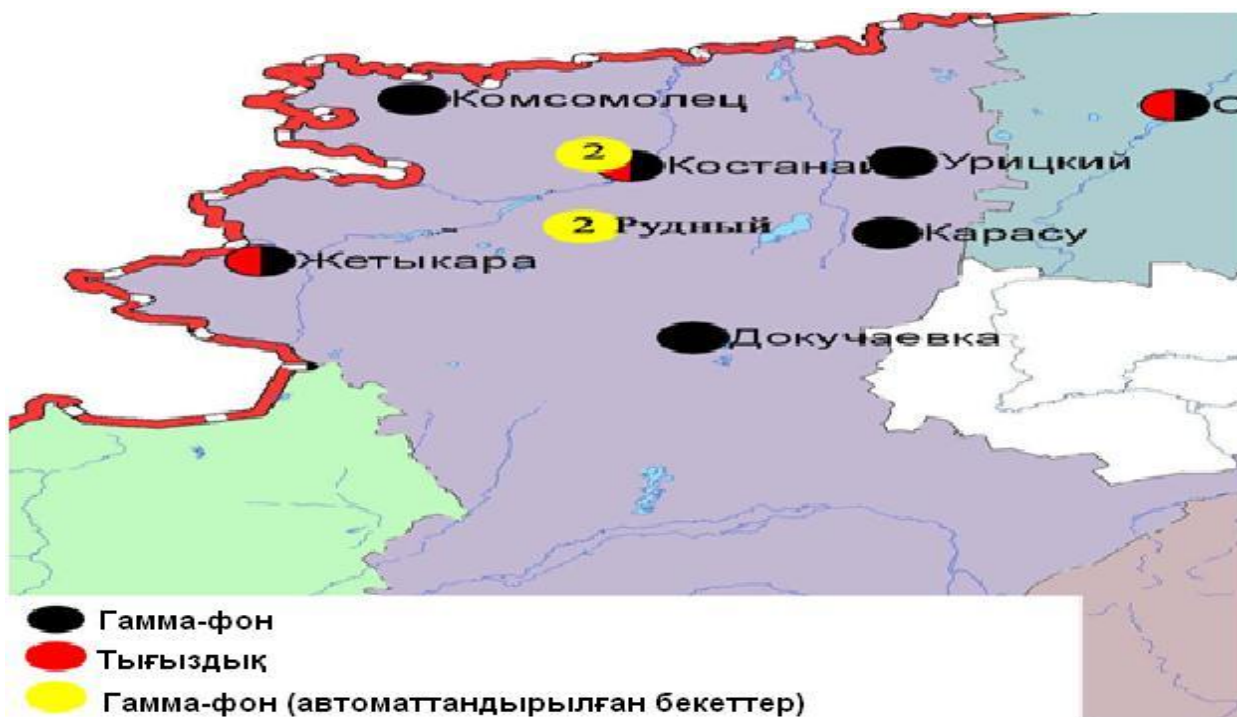 Комсомолец
2
Костанай
Урицкий
2 Рудный
Карасу
Жетыкара
Докучаевка
Гамма-фон
Тығыздық
Гамма-фон (автоматтандырылған бекеттер)